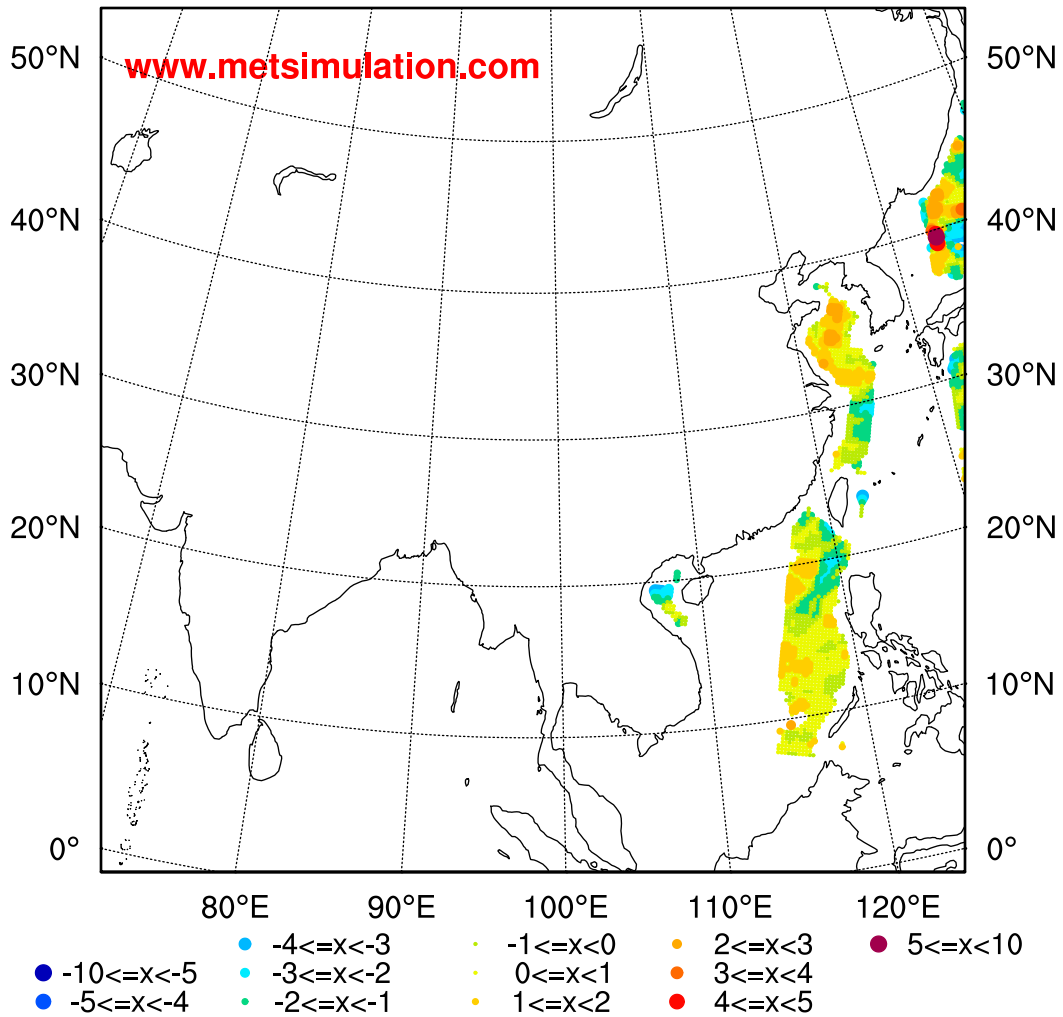 www.metsimulation.com
50°N 50°N
40°N 40°N
30°N 30°N
20°N 20°N
10°N 10°N
0° 0°
80°E 90°E 100°E 110°E 120°E
-4<=x<-3 -1<=x<0 2<=x<3 5<=x<10
-10<=x<-5 -3<=x<-2 0<=x<1 3<=x<4
-5<=x<-4 -2<=x<-1 1<=x<2 4<=x<5